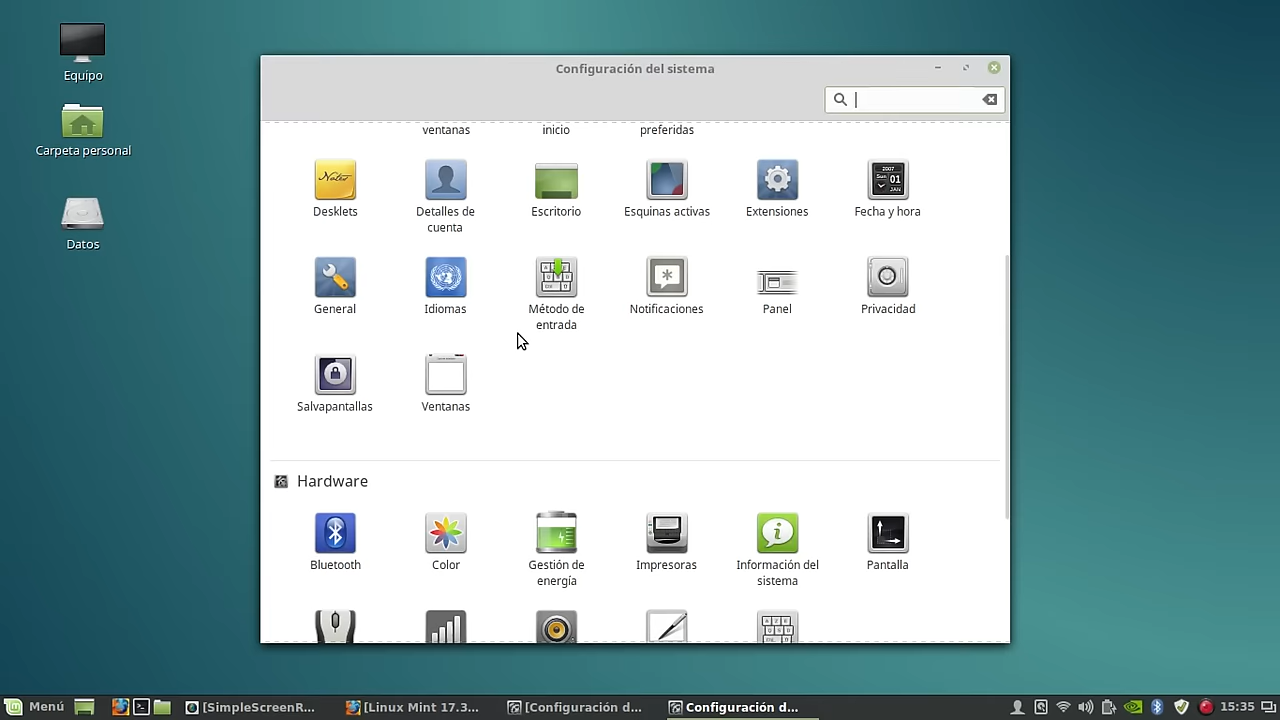 Equipo
Carpeta personal
Datos
Configuración del sistema
ventanas
inicio
preferidas
Desklets
Detalles de
cuenta
Escritorio
Esquinas activas
Extensiones
Fecha y hora
General
Idiomas
Método de
entrada
Notificaciones
Panel
Privacidad
Salvapantallas
Ventanas
Hardware
Bluetooth
Color
Gestión de
energía
Impresoras
Información del
sistema
Pantalla
Menú
[SimpleScreenR...
[Linux Mint 17.3...
[Configuración d...
Configuración d...
15:35